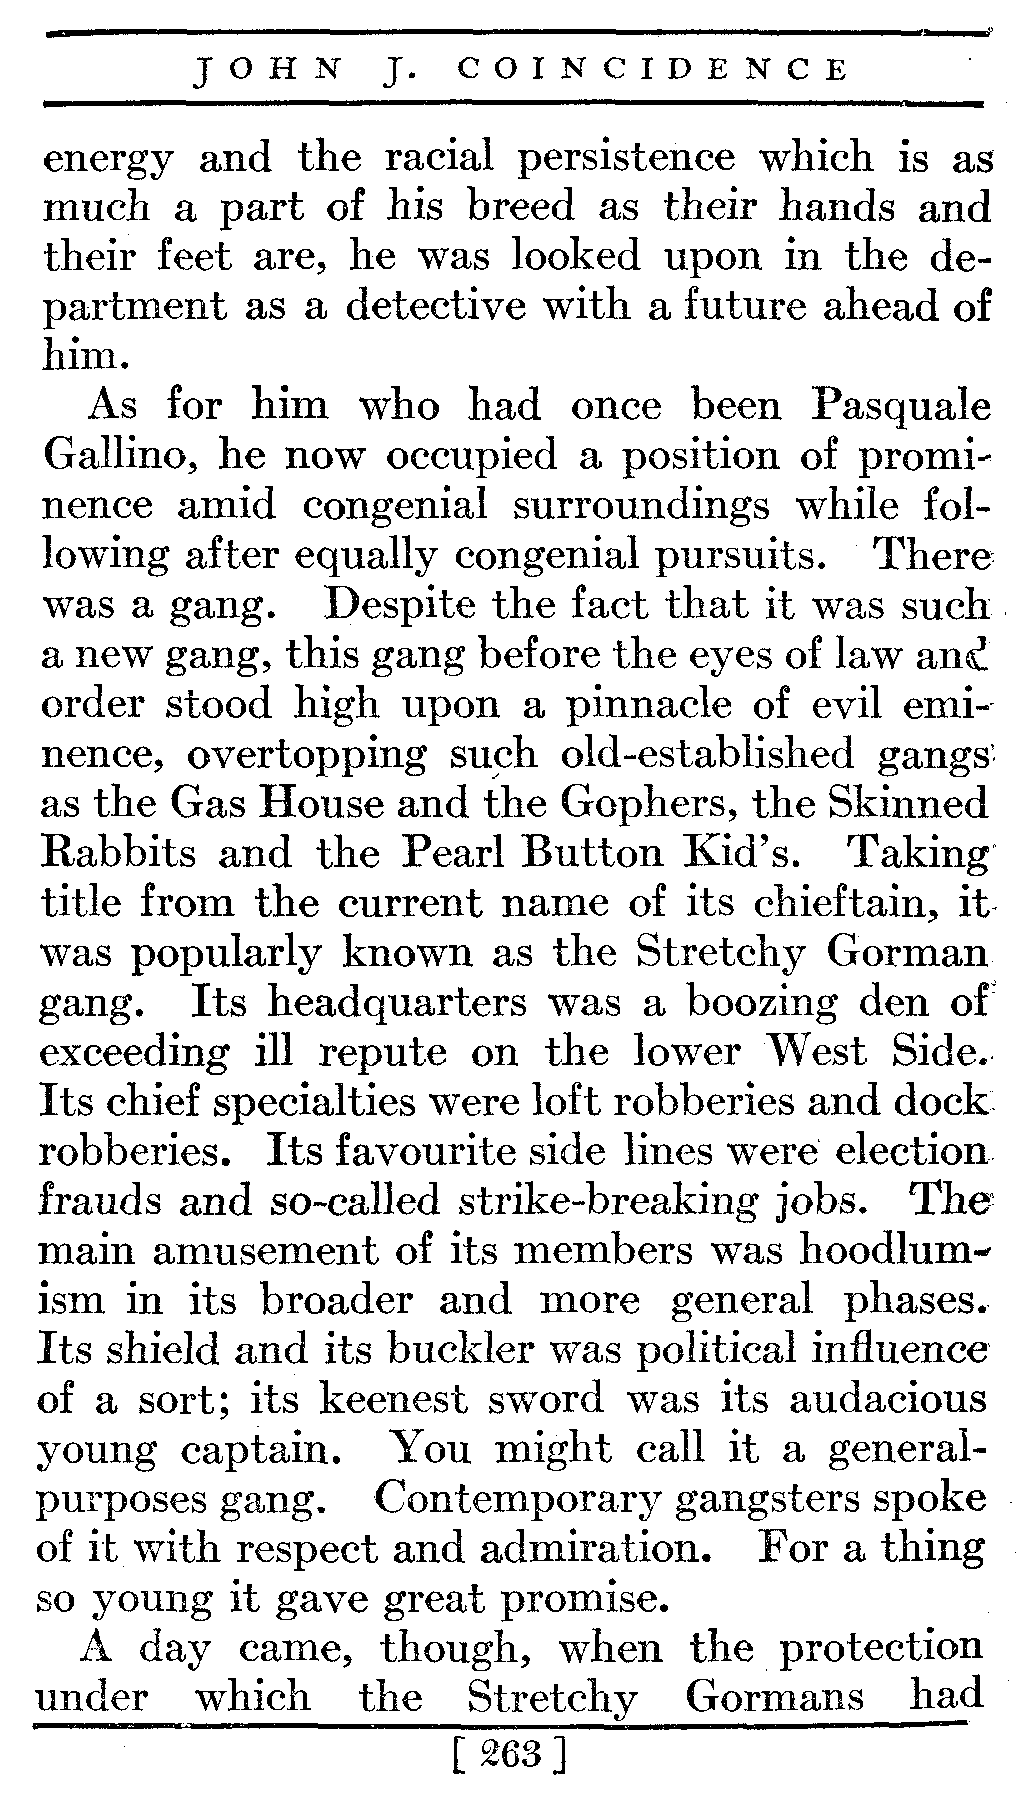 JOHN J. COINCIDENCE
energy and the racial persistence which is as
much a part of his breed as their hands and
their feet are, he was looked upon in the de-
partment as a detective with a future ahead of
him.
As for him who had once been Pasquale
Gallino, he now occupied a position of promi-
nence amid congenial surroundings while fol-
lowing after equally congenial pursuits. There
was a gang. Despite the fact that it was such
a new gang, this gang before the eyes of law and
order stood high upon a pinnacle of evil emi-
nence, overtopping such old-established gangs
as the Gas House and the Gophers, the Skinned
Rabbits and the Pearl Button Kid's. Taking
title from the current name of its chieftain, it
was popularly known as the Stretchy Gorman
gang. Its headquarters was a boozing den of
exceeding ill repute on the lower West Side.
Its chief specialties were loft robberies and dock
robberies. Its favourite side lines were election
frauds and so-called strike-breaking jobs. The
main amusement of its members was hoodlum-
ism in its broader and more general phases.
Its shield and its buckler was political influence
of a sort; its keenest sword was its audacious
young captain. You might call it a general-
purposes gang. Contemporary gangsters spoke
of it with respect and admiration. For a thing
so young it gave great promise.
A day came, though, when the protection
under which the Stretchy Gormans had
[ 263 ]